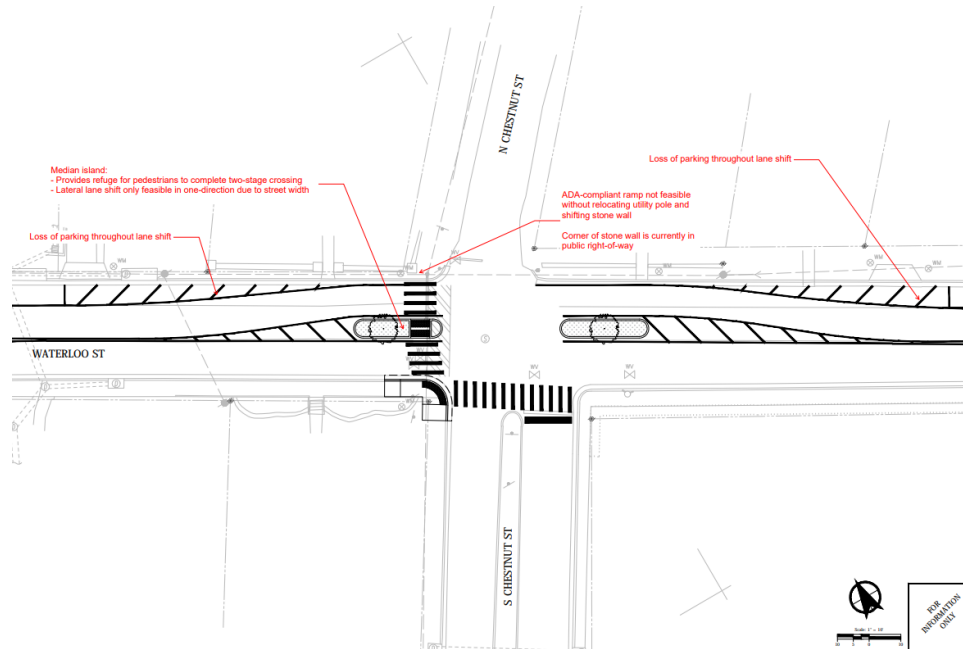 N CHESTNUT ST
Median island:
- Provides refuge for pedestrians to complete two-stage crossing
- Lateral lane shift only feasible in one-direction due to street width
Loss of parking throughout lane shift
ADA-compliant ramp not feasible
without relocating utility pole and
shifting stone wall
Corner of stone wall is currently in
public right-of-way
Loss of parking throughout lane shift
WM
WM
WM
WM
WM
WATERLOO ST
S
WV
WV
S CHESTNUT ST
FOR
INFORMATION
ONLY